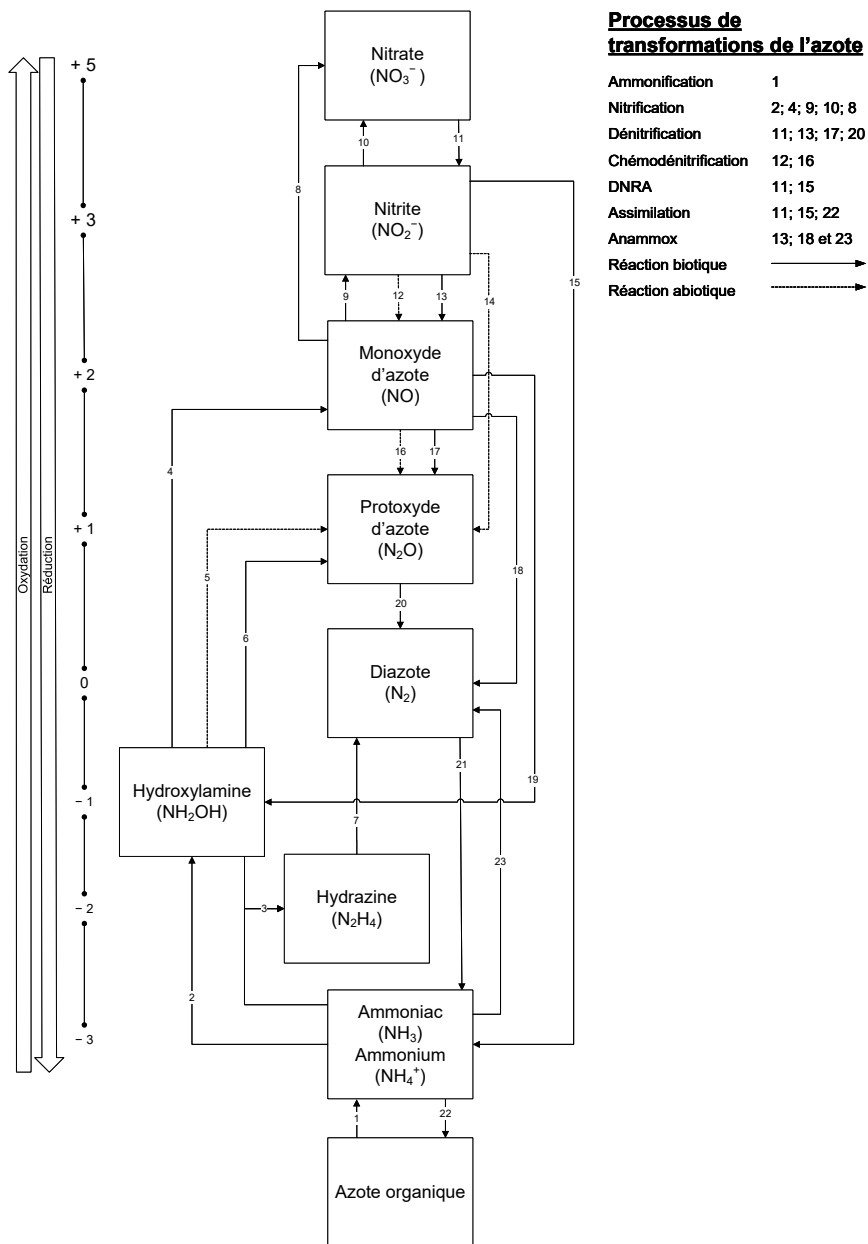 Processus de
transformations de l'azote
Ammonification 1
Nitrification 2; 4; 9; 10; 8
Dénitrification 11; 13; 17; 20
Chémodénitrification 12; 16
DNRA 11; 15
Assimilation 11; 15; 22
Anammox 13; 18 et 23
Réaction biotique
Réaction abiotique
Oxydation
Réduction
+ 5
+ 3
+ 2
+ 1
0
− 1
− 2
− 3
Nitrate
(NO₃⁻)
8
10
11
Nitrite
(NO₂⁻)
9
12
13
14
15
Monoxyde
d'azote
(NO)
4
16
17
Protoxyde
d'azote
(N₂O)
5
6
18
20
Diazote
(N₂)
21
19
Hydroxylamine
(NH₂OH)
7
23
3
Hydrazine
(N₂H₄)
2
Ammoniac
(NH₃)
Ammonium
(NH₄⁺)
1
22
Azote organique